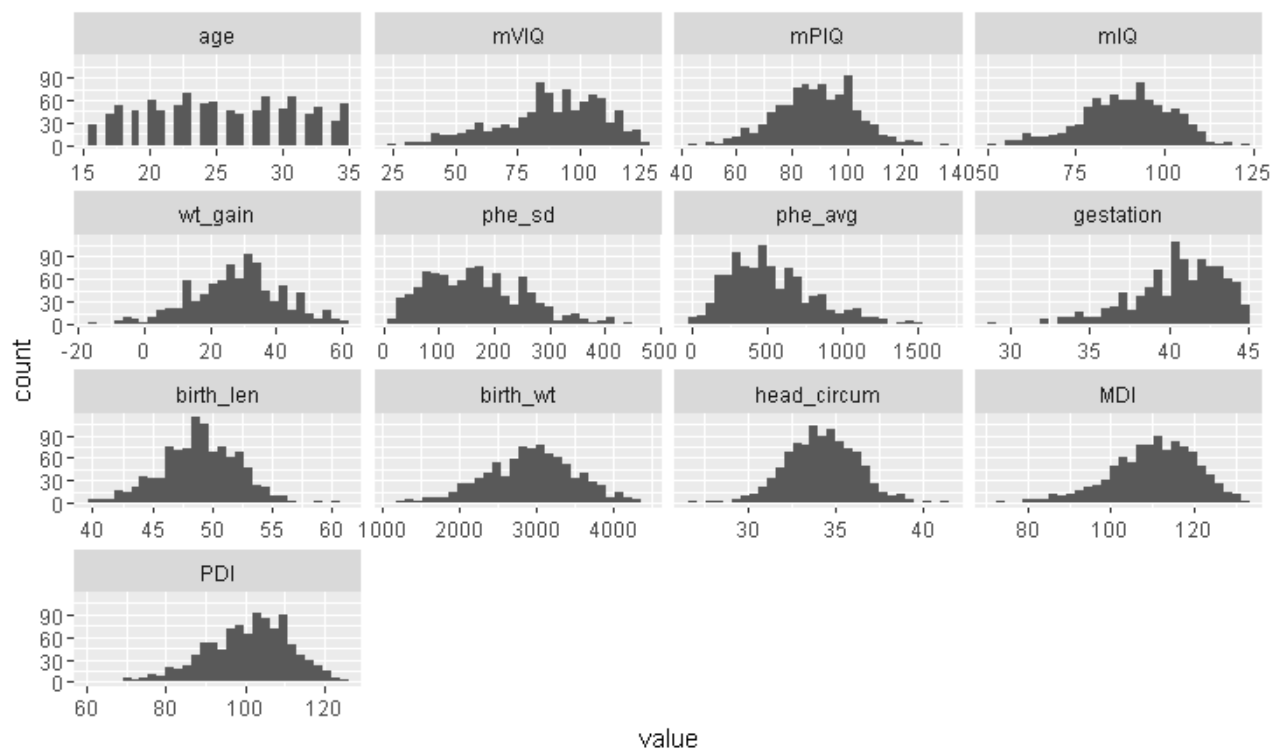 age mVIQ mPIQ mIQ
90
60
30
0
15 20 25 30 35 25 50 75 100 125 40 60 80 100 120 140 50 75 100 125
wt_gain phe_sd phe_avg gestation
90
60
30
0
-20 0 20 40 60 0 100 200 300 400 500 0 500 1000 1500 30 35 40 45
birth_len birth_wt head_circum MDI
90
60
30
0
40 45 50 55 60 1000 2000 3000 4000 30 35 40 80 100 120
PDI
90
60
30
0
60 80 100 120
count
value